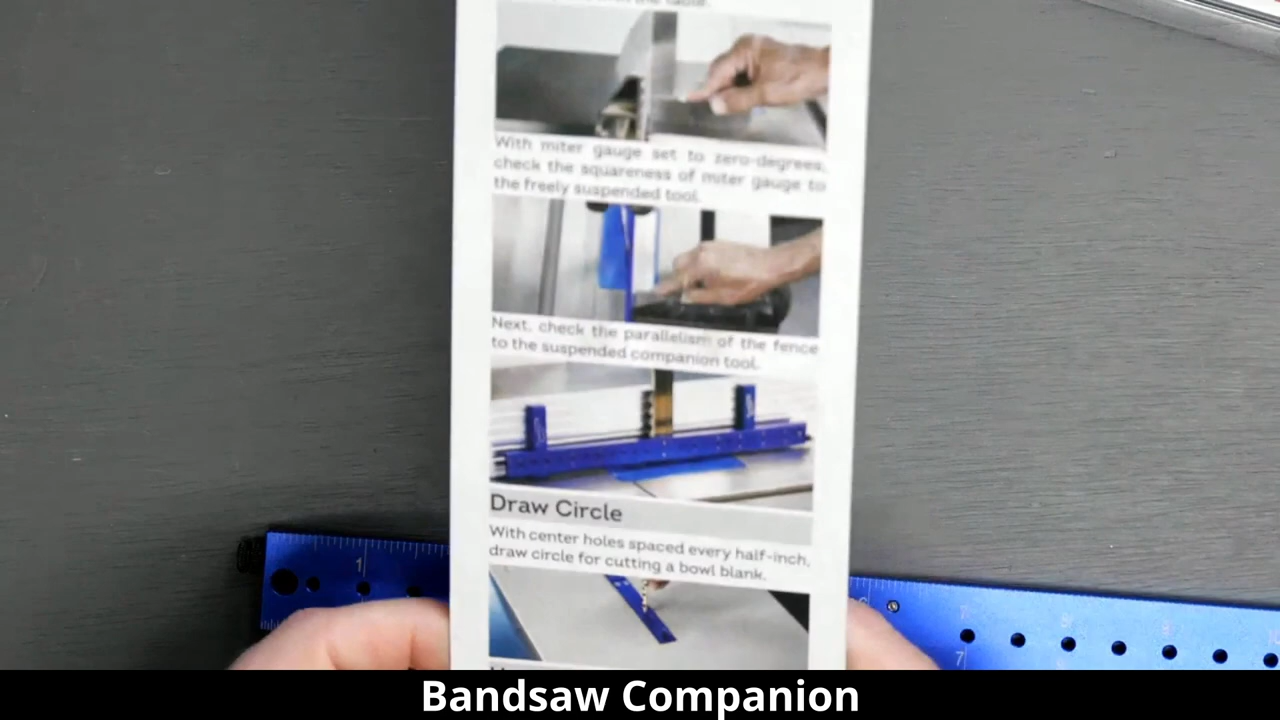 With miter gauge set to zero-degrees,
check the squareness of miter gauge to
the freely suspended tool.
Next, check the parallelism of the fence
to the suspended companion tool.
Draw Circle
With center holes spaced every half-inch,
draw circle for cutting a bowl blank.
1
7
7
Bandsaw Companion